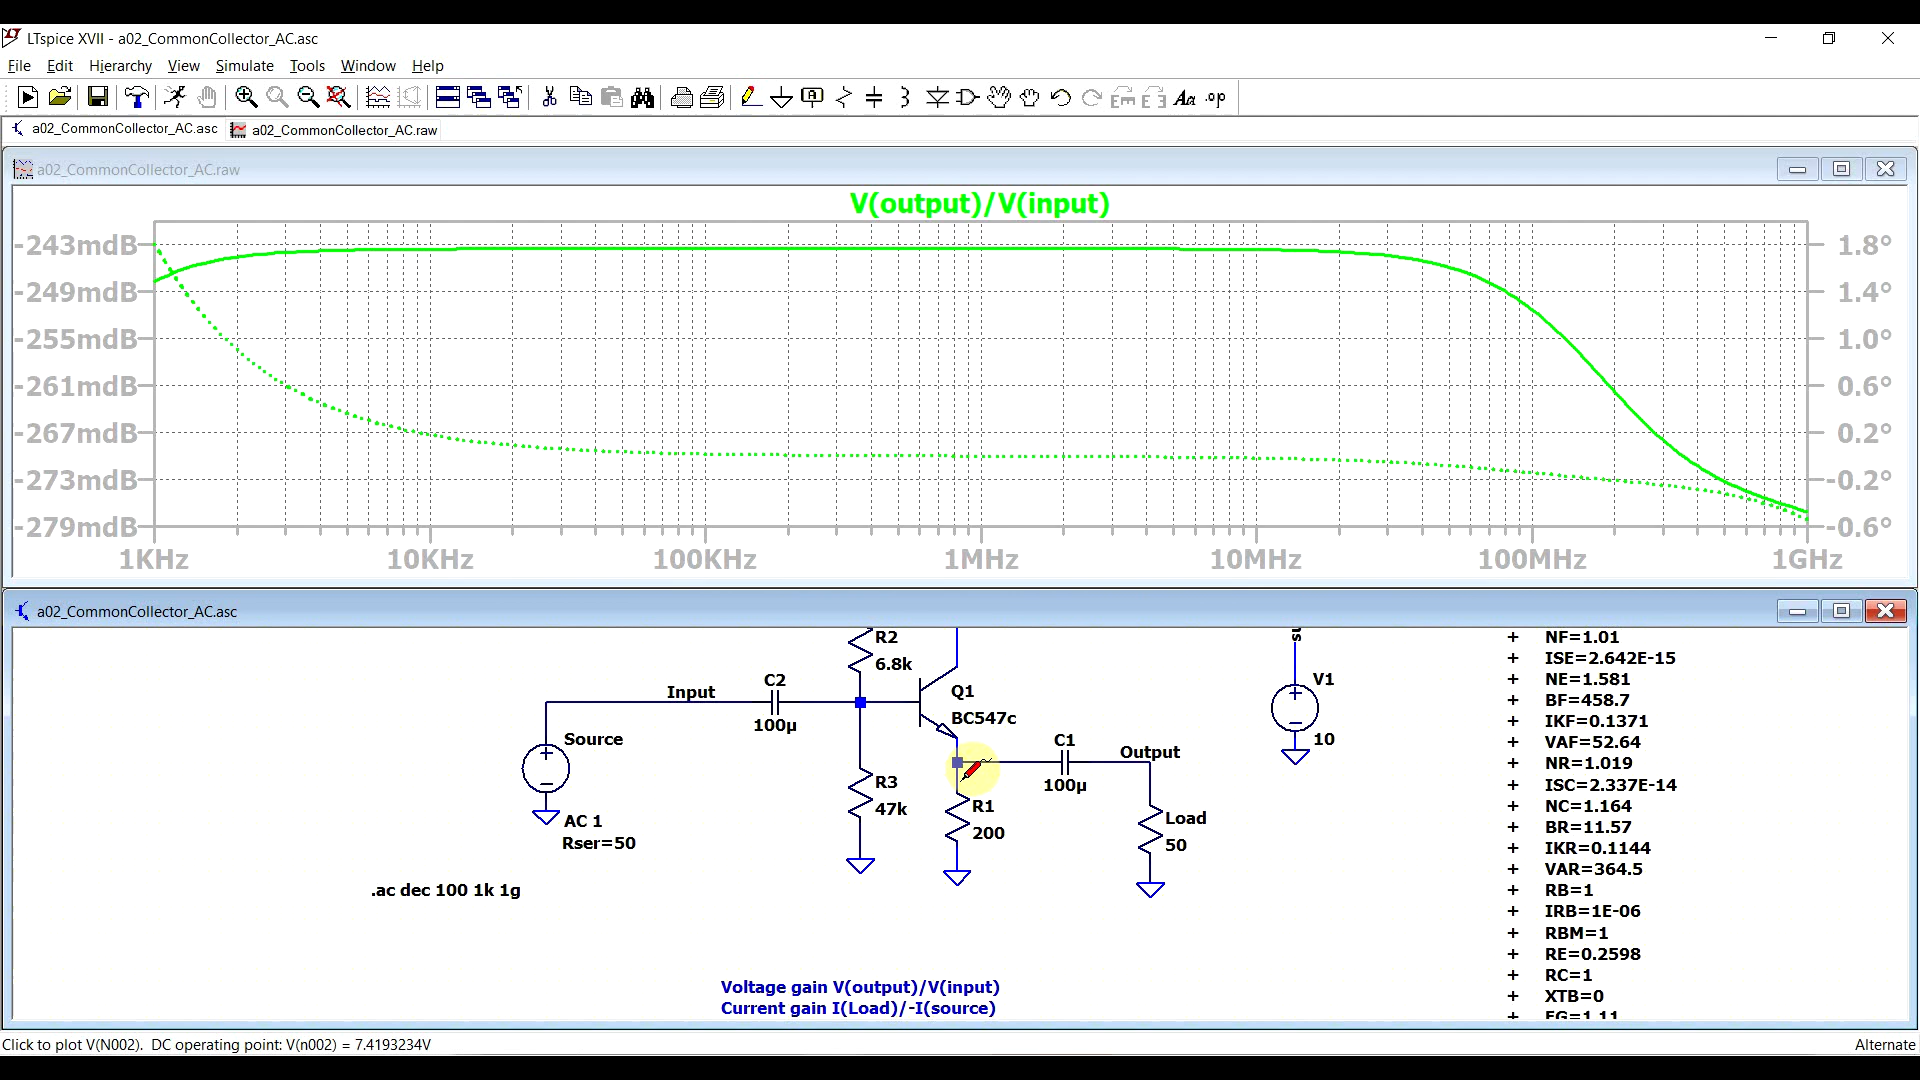 LTspice XVII - a02_CommonCollector_AC.asc
File Edit Hierarchy View Simulate Tools Window Help
a02_CommonCollector_AC.asc a02_CommonCollector_AC.raw
a02_CommonCollector_AC.raw
V(output)/V(input)
-243mdB 1.8°
-249mdB 1.4°
-255mdB 1.0°
-261mdB 0.6°
-267mdB 0.2°
-273mdB -0.2°
-279mdB -0.6°
1KHz 10KHz 100KHz 1MHz 10MHz 100MHz 1GHz
a02_CommonCollector_AC.asc
R2
6.8k
Input
C2
100µ
Q1
BC547c
Source
AC 1
Rser=50
R3
47k
R1
200
C1
100µ
Output
Load
50
V1
10
.ac dec 100 1k 1g
Voltage gain V(output)/V(input)
Current gain I(Load)/-I(source)
+ NF=1.01
+ ISE=2.642E-15
+ NE=1.581
+ BF=458.7
+ IKF=0.1371
+ VAF=52.64
+ NR=1.019
+ ISC=2.337E-14
+ NC=1.164
+ BR=11.57
+ IKR=0.1144
+ VAR=364.5
+ RB=1
+ IRB=1E-06
+ RBM=1
+ RE=0.2598
+ RC=1
+ XTB=0
+ EG=1.11
Click to plot V(N002). DC operating point: V(n002) = 7.4193234V
Alternate